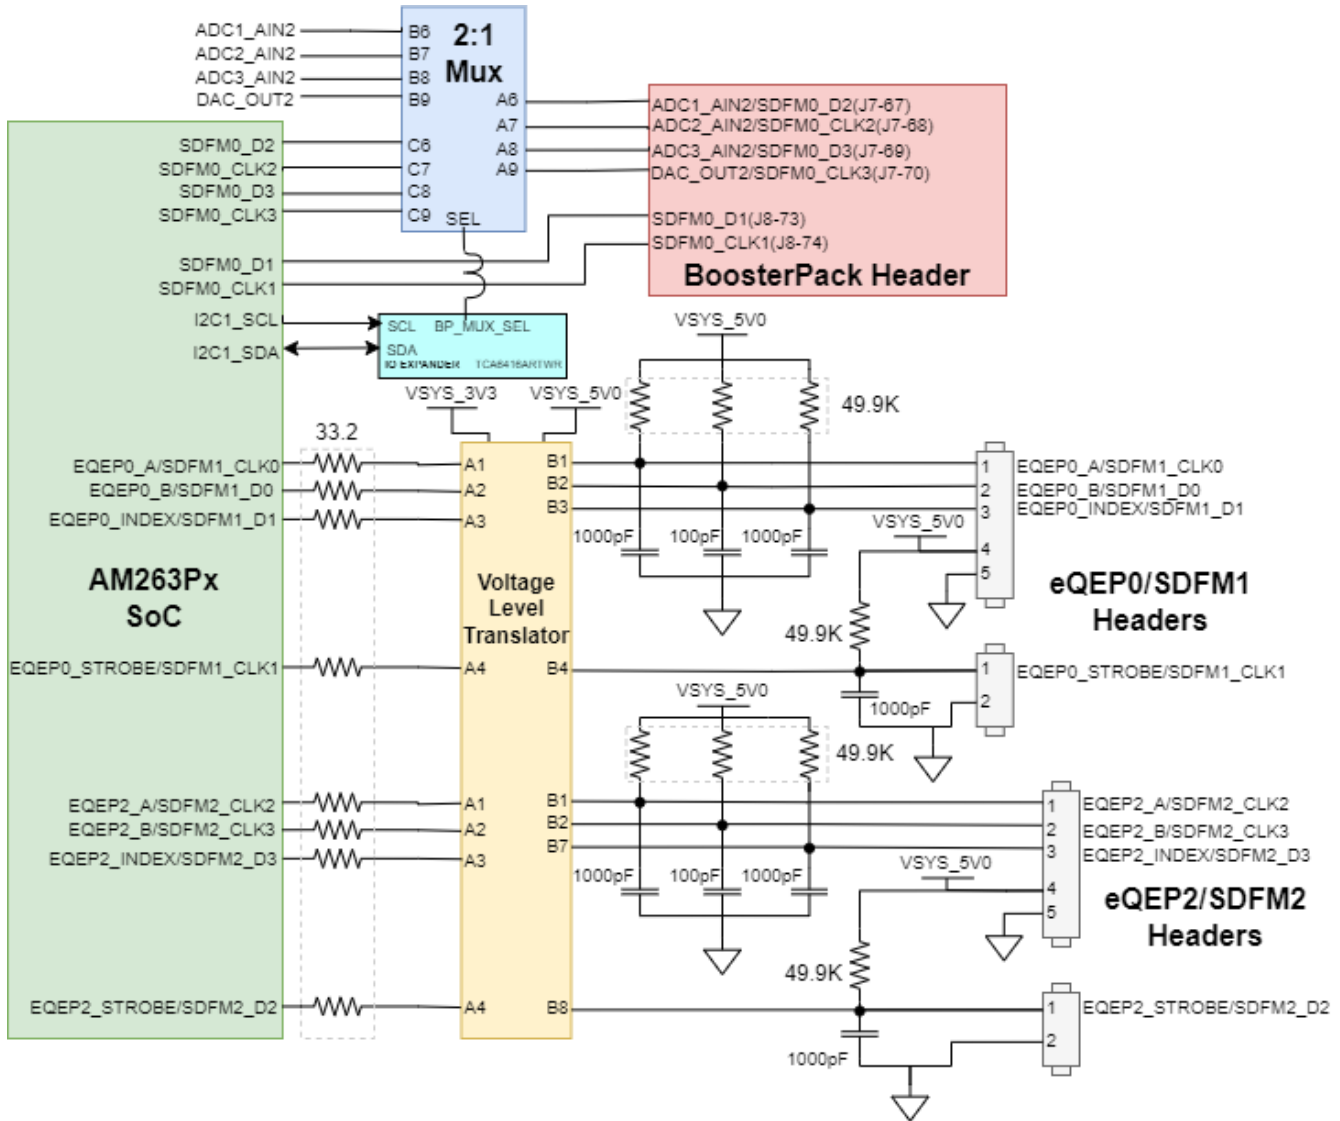 ADC1_AIN2
ADC2_AIN2
ADC3_AIN2
DAC_OUT2
B6
B7
B8
B9
2:1
Mux
A6
A7
A8
A9
C6
C7
C8
C9
SEL
SDFM0_D2
SDFM0_CLK2
SDFM0_D3
SDFM0_CLK3
SDFM0_D1
SDFM0_CLK1
I2C1_SCL
I2C1_SDA
ADC1_AIN2/SDFM0_D2(J7-67)
ADC2_AIN2/SDFM0_CLK2(J7-68)
ADC3_AIN2/SDFM0_D3(J7-69)
DAC_OUT2/SDFM0_CLK3(J7-70)
SDFM0_D1(J8-73)
SDFM0_CLK1(J8-74)
BoosterPack Header
SCL BP_MUX_SEL
SDA
IO EXPANDER TCA6416ARTWR
VSYS_3V3
VSYS_5V0
VSYS_5V0
49.9K
33.2
EQEP0_A/SDFM1_CLK0
EQEP0_B/SDFM1_D0
EQEP0_INDEX/SDFM1_D1
AM263Px
SoC
EQEP0_STROBE/SDFM1_CLK1
EQEP2_A/SDFM2_CLK2
EQEP2_B/SDFM2_CLK3
EQEP2_INDEX/SDFM2_D3
EQEP2_STROBE/SDFM2_D2
A1
A2
A3
B1
B2
B3
Voltage
Level
Translator
A4
B4
A1
A2
A3
B1
B2
B7
A4
B8
1000pF
100pF
1000pF
VSYS_5V0
1
2
3
4
5
EQEP0_A/SDFM1_CLK0
EQEP0_B/SDFM1_D0
EQEP0_INDEX/SDFM1_D1
eQEP0/SDFM1
Headers
49.9K
1000pF
1
2
EQEP0_STROBE/SDFM1_CLK1
VSYS_5V0
49.9K
1000pF
100pF
1000pF
VSYS_5V0
1
2
3
4
5
EQEP2_A/SDFM2_CLK2
EQEP2_B/SDFM2_CLK3
EQEP2_INDEX/SDFM2_D3
eQEP2/SDFM2
Headers
49.9K
1000pF
1
2
EQEP2_STROBE/SDFM2_D2